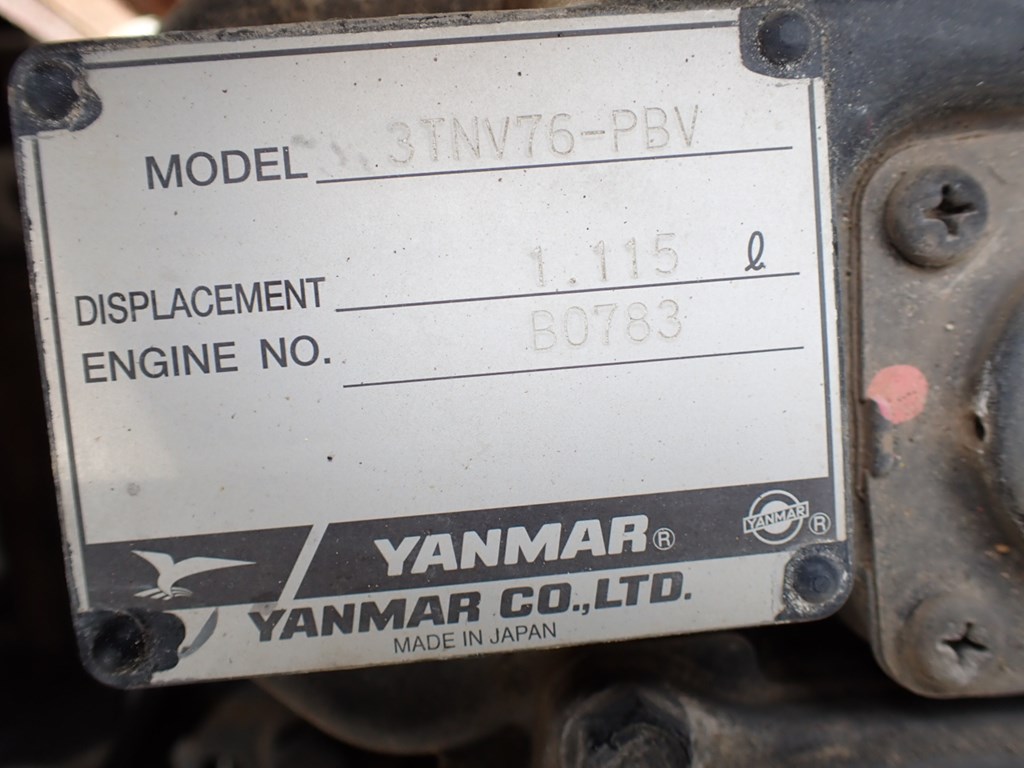 MODEL 3TNV76-PBV
DISPLACEMENT 1.115 ℓ
ENGINE NO. B0783
YANMAR® YANMAR ®
YANMAR CO.,LTD.
MADE IN JAPAN